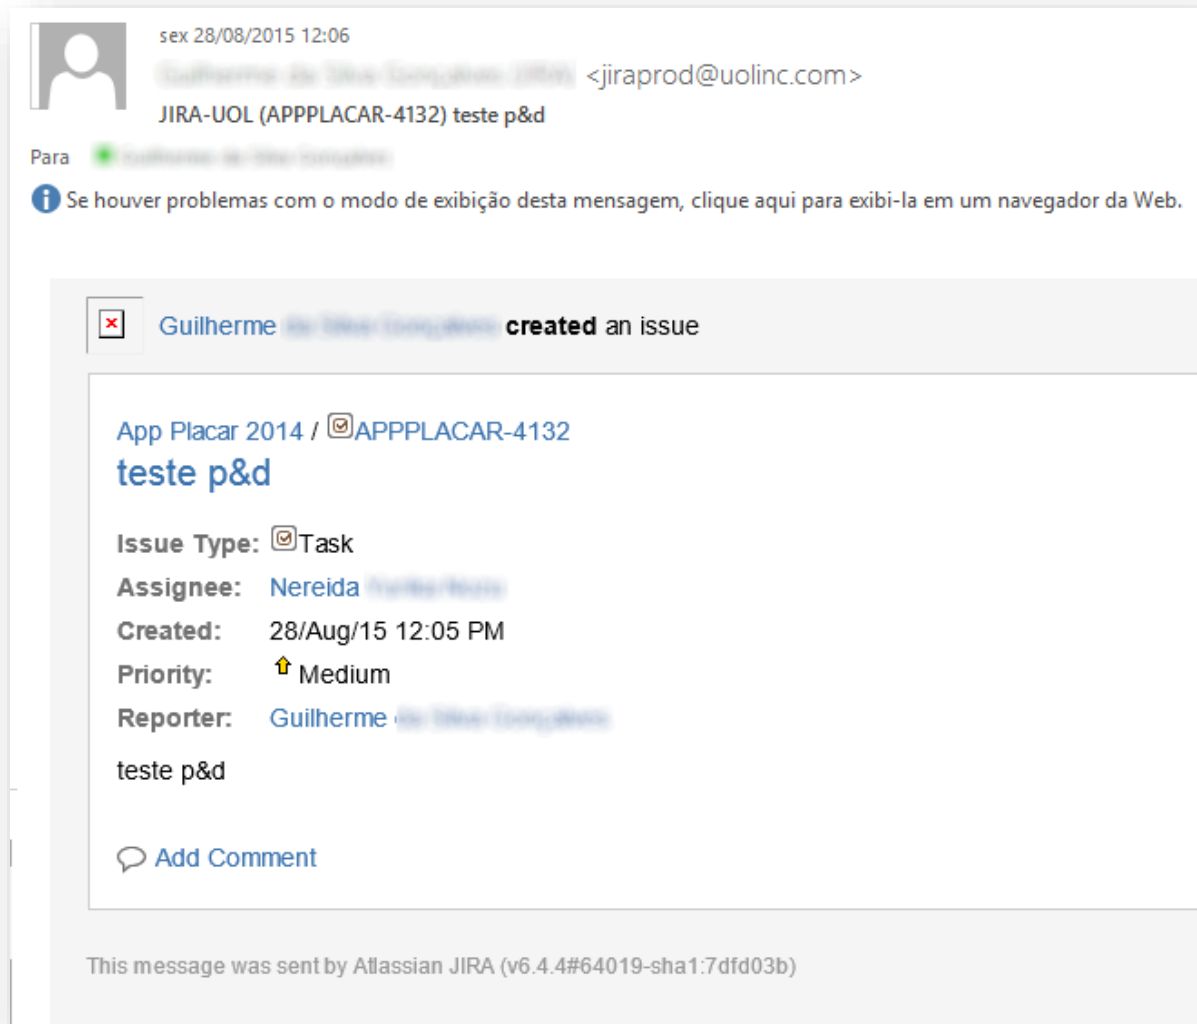 sex 28/08/2015 12:06
<jiraprod@uolinc.com>
JIRA-UOL (APPPLACAR-4132) teste p&d
Para
Se houver problemas com o modo de exibição desta mensagem, clique aqui para exibi-la em um navegador da Web.
Guilherme created an issue
App Placar 2014 / APPPLACAR-4132
teste p&d
Issue Type: Task
Assignee: Nereida
Created: 28/Aug/15 12:05 PM
Priority: Medium
Reporter: Guilherme
teste p&d
Add Comment
This message was sent by Atlassian JIRA (v6.4.4#64019-sha1:7dfd03b)